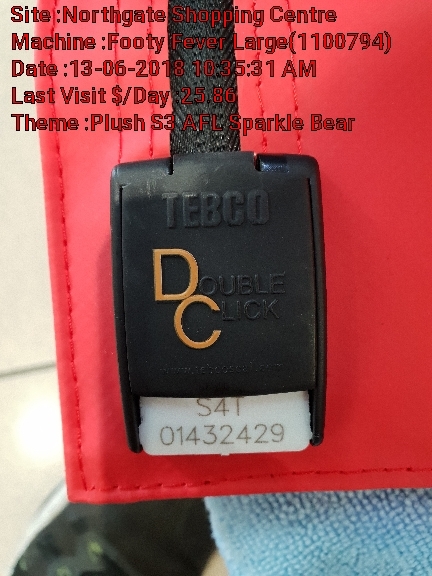 Site :Northgate Shopping Centre
Machine :Footy Fever Large(1100794)
Date :13-06-2018 10:35:31 AM
Last Visit $/Day :25.86
Theme :Plush S3 AFL Sparkle Bear
TEBCO
DOUBLE
CLICK
S4T
01432429